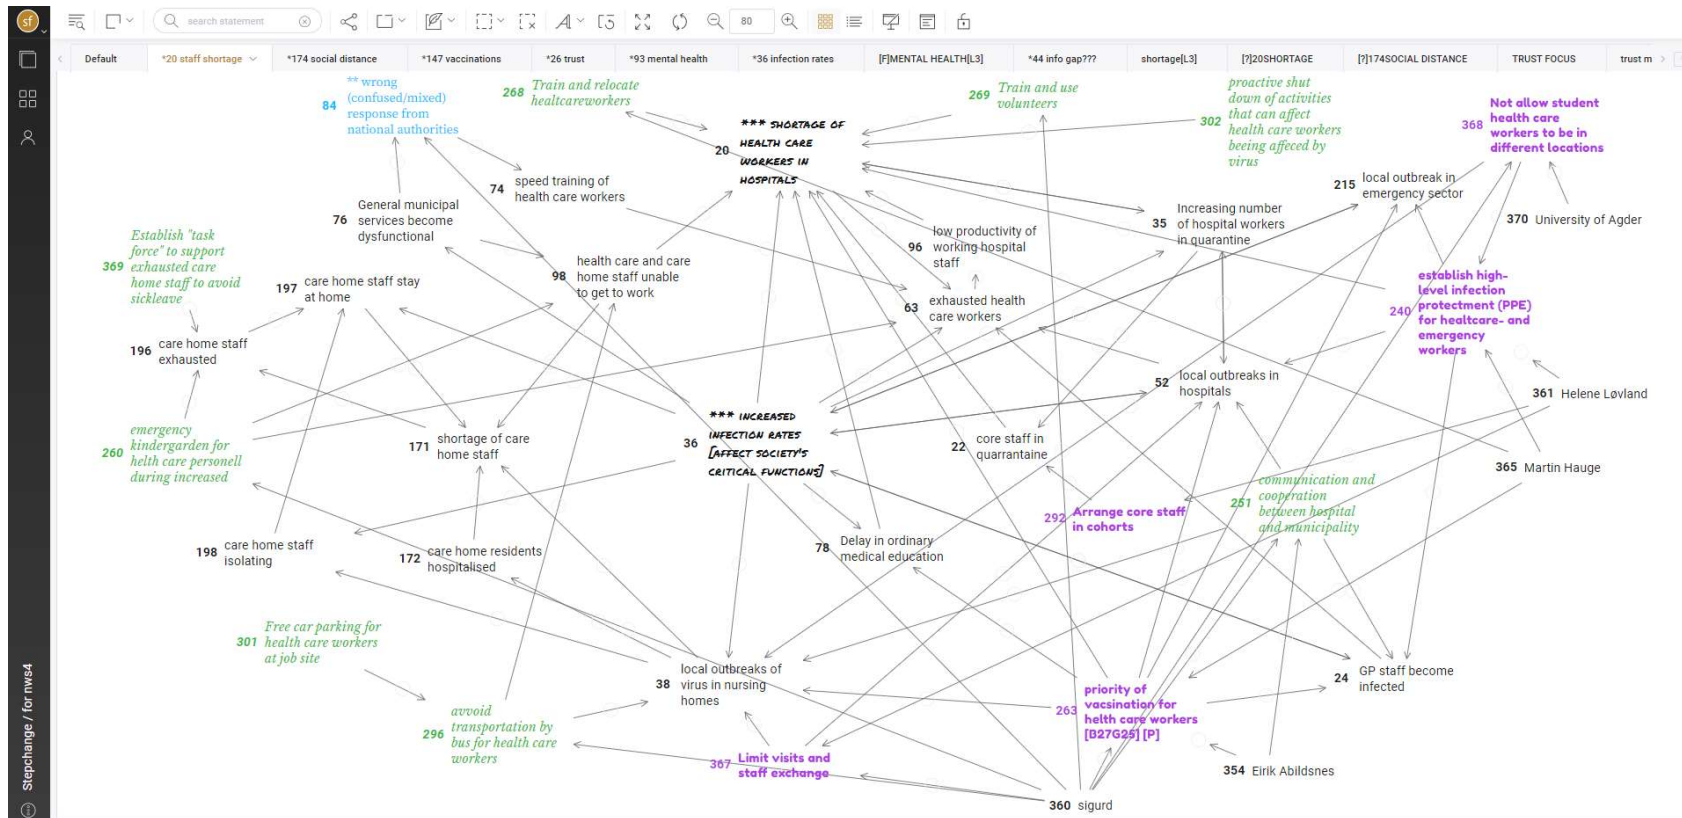 sf
search statement
80
Default
*20 staff shortage
*174 social distance
*147 vaccinations
*26 trust
*93 mental health
*36 infection rates
[F]MENTAL HEALTH[L3]
*44 info gap???
shortage[L3]
[?]20SHORTAGE
[?]174SOCIAL DISTANCE
TRUST FOCUS
trust m
84
** wrong
(confused/mixed)
response from
national authorities
268
Train and relocate
healtcareworkers
20
*** SHORTAGE OF
HEALTH CARE
WORKERS IN
HOSPITALS
269
Train and use
volunteers
302
proactive shut
down of activities
that can affect
health care workers
beeing affeced by
virus
368
Not allow student
health care
workers to be in
different locations
74
speed training of
health care workers
215
local outbreak in
emergency sector
76
General municipal
services become
dysfunctional
35
Increasing number
of hospital workers
in quarantine
370 University of Agder
369
Establish "task
force" to support
exhausted care
home staff to avoid
sickleave
96
low productivity of
working hospital
staff
98
health care and care
home staff unable
to get to work
197
care home staff stay
at home
63
exhausted health
care workers
240
establish high-
level infection
protectment (PPE)
for healtcare- and
emergency
workers
196
care home staff
exhausted
52
local outbreaks in
hospitals
361 Helene Løvland
36
*** INCREASED
INFECTION RATES
[AFFECT SOCIETY'S
CRITICAL FUNCTIONS]
260
emergency
kindergarden for
helth care personell
during increased
171
shortage of care
home staff
22
core staff in
quarrantaine
365 Martin Hauge
251
communication and
cooperation
between hospital
and municipality
292
Arrange core staff
in cohorts
198
care home staff
isolating
172
care home residents
hospitalised
78
Delay in ordinary
medical education
301
Free car parking for
health care workers
at job site
38
local outbreaks of
virus in nursing
homes
24
GP staff become
infected
263
priority of
vacsination for
helth care workers
[B27G25] [P]
296
avvoid
transportation by
bus for health care
workers
367
Limit visits and
staff exchange
354 Eirik Abildsnes
360 sigurd
Stepchange / for nws4